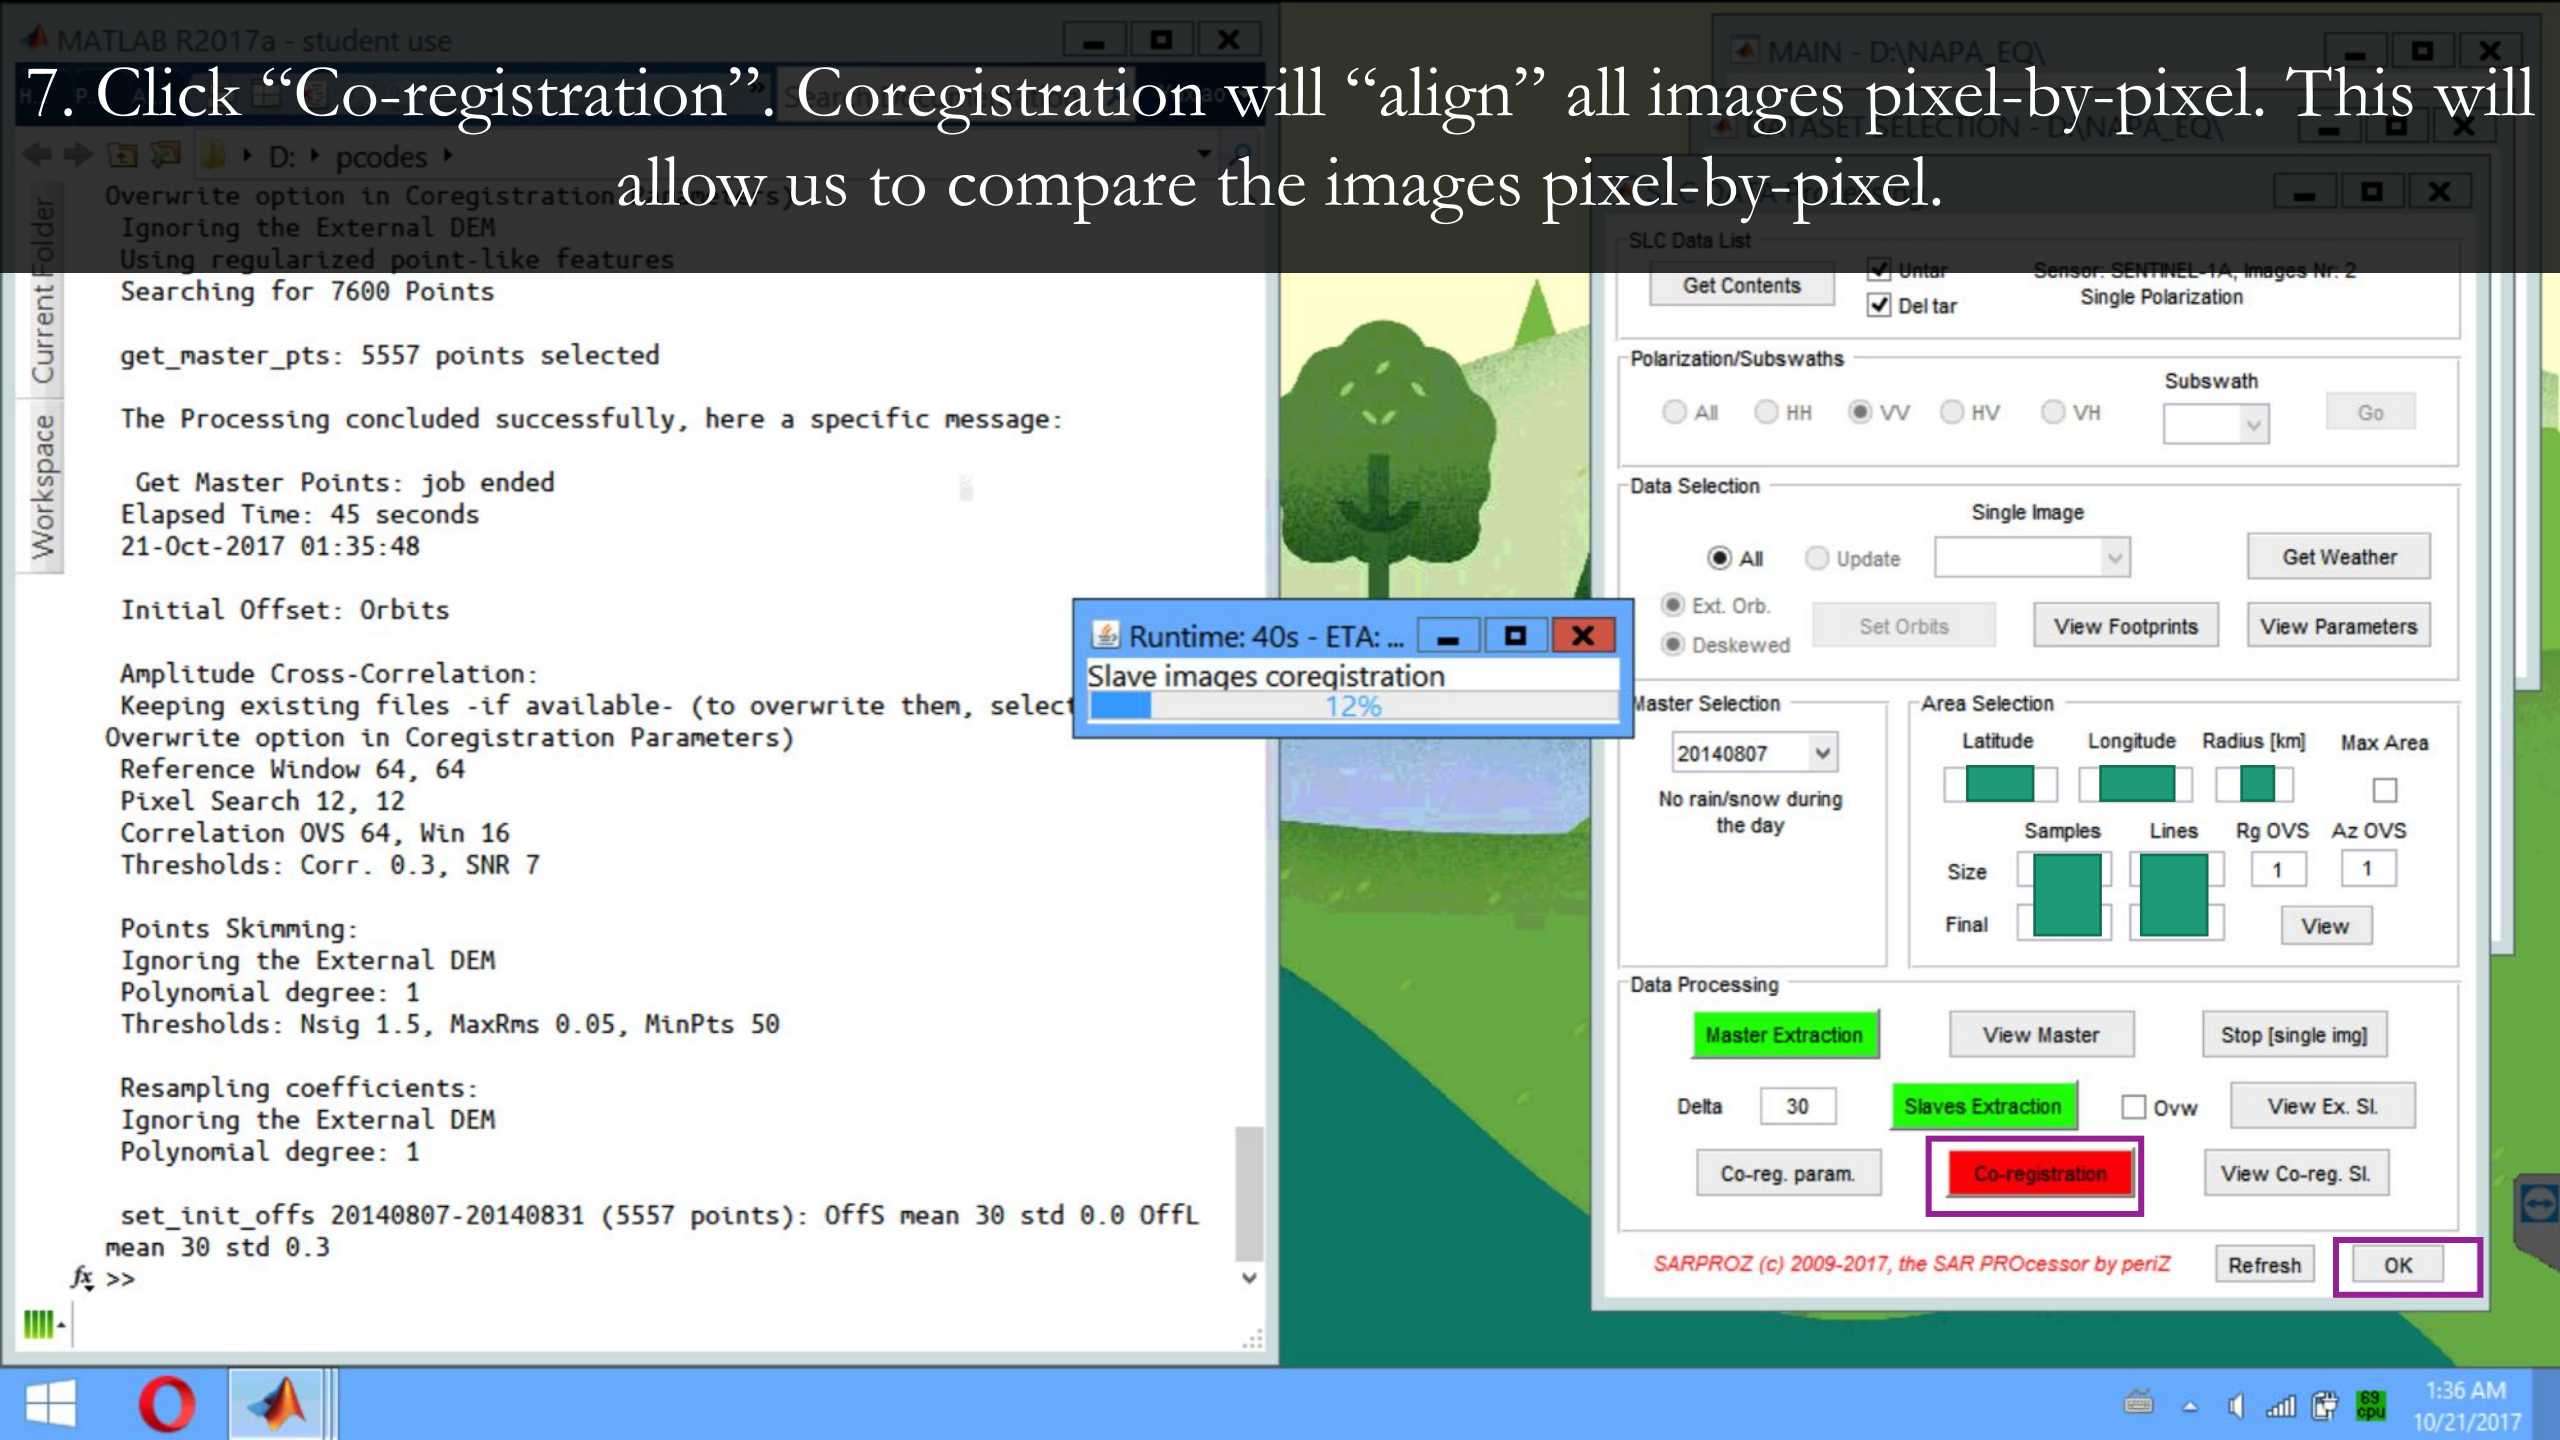 MATLAB R2017a - student use
MAIN - D:\NAPA_EQ\
7. Click “Co-registration”. Coregistration will “align” all images pixel-by-pixel. This will
allow us to compare the images pixel-by-pixel.
DATASET SELECTION - D:\NAPA_EQ\
D: pcodes
Current Folder
Workspace
Overwrite option in Coregistration Parameters)
Ignoring the External DEM
Using regularized point-like features
Searching for 7600 Points
get_master_pts: 5557 points selected
The Processing concluded successfully, here a specific message:
Get Master Points: job ended
Elapsed Time: 45 seconds
21-Oct-2017 01:35:48
Initial Offset: Orbits
Amplitude Cross-Correlation:
Keeping existing files -if available- (to overwrite them, select
Overwrite option in Coregistration Parameters)
Reference Window 64, 64
Pixel Search 12, 12
Correlation OVS 64, Win 16
Thresholds: Corr. 0.3, SNR 7
Points Skimming:
Ignoring the External DEM
Polynomial degree: 1
Thresholds: Nsig 1.5, MaxRms 0.05, MinPts 50
Resampling coefficients:
Ignoring the External DEM
Polynomial degree: 1
set_init_offs 20140807-20140831 (5557 points): OffS mean 30 std 0.0 OffL
mean 30 std 0.3
fx >>
Runtime: 40s - ETA: ...
Slave images coregistration
12%
SLC Data List
Get Contents
Untar
Del tar
Sensor: SENTINEL-1A, Images Nr: 2
Single Polarization
Polarization/Subswaths
Subswath
All HH VV HV VH Go
Data Selection
Single Image
All Update Get Weather
Ext. Orb.
Deskewed
Set Orbits View Footprints View Parameters
Master Selection
20140807
No rain/snow during
the day
Area Selection
Latitude Longitude Radius [km] Max Area
Samples Lines Rg OVS Az OVS
Size 1 1
Final View
Data Processing
Master Extraction View Master Stop [single img]
Delta 30 Slaves Extraction Ovw View Ex. Sl.
Co-reg. param. Co-registration View Co-reg. Sl.
SARPROZ (c) 2009-2017, the SAR PROcessor by periZ Refresh OK
69
cpu
1:36 AM
10/21/2017